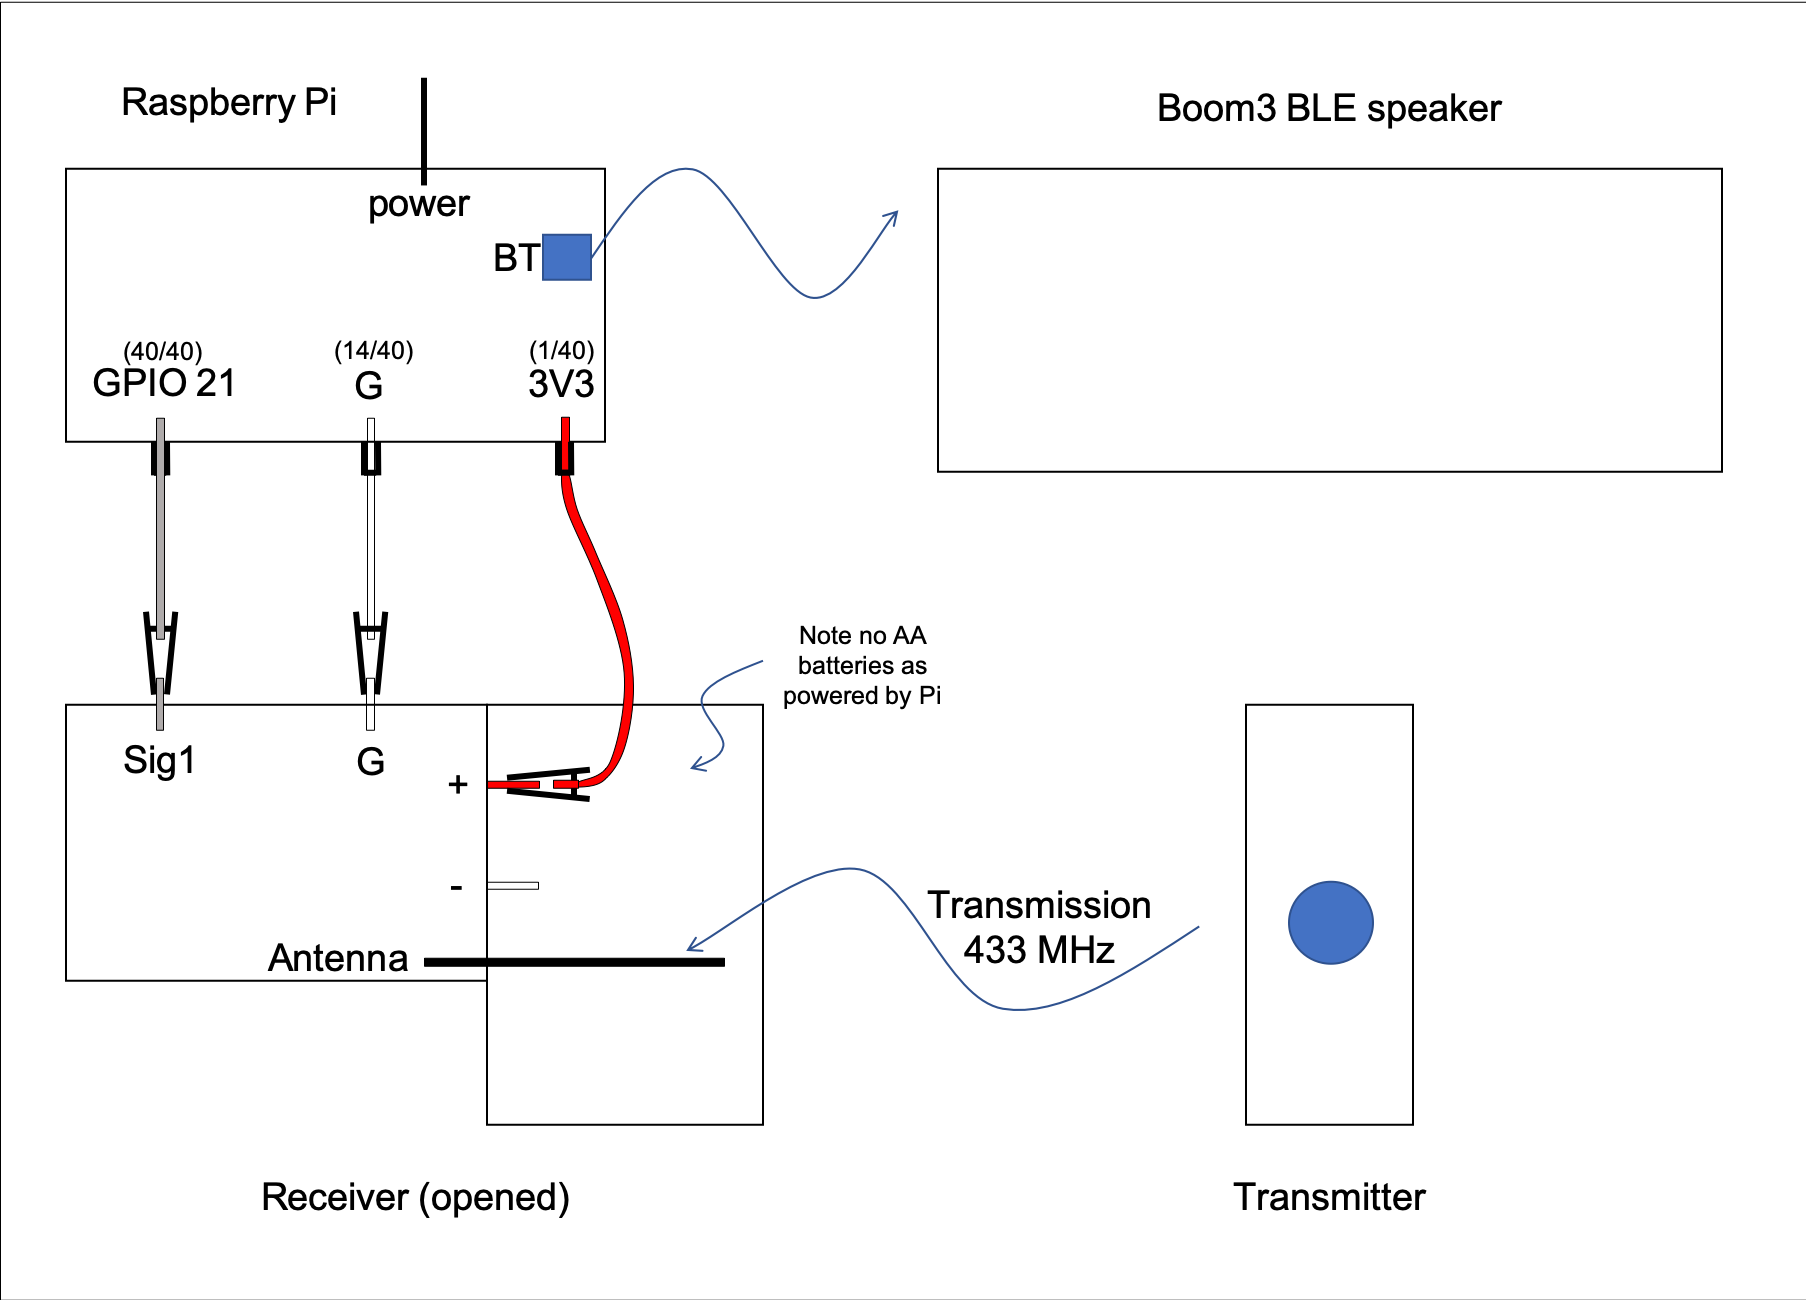 Raspberry Pi
Boom3 BLE speaker
power
BT
(40/40)
GPIO 21
(14/40)
G
(1/40)
3V3
Note no AA
batteries as
powered by Pi
Sig1
G
+
-
Antenna
Transmission
433 MHz
Receiver (opened)
Transmitter